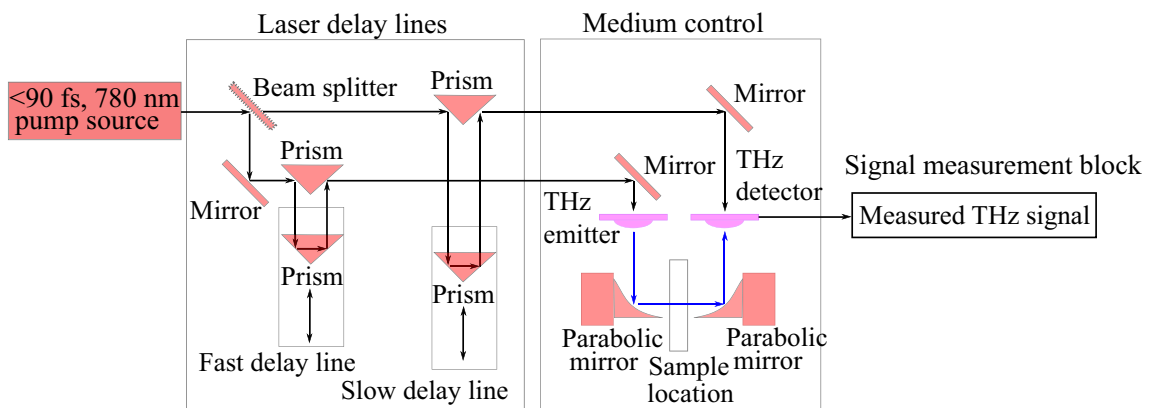 Laser delay lines
Medium control
<90 fs, 780 nm
pump source
Beam splitter
Prism
Mirror
Prism
Mirror
Mirror
THz
detector
Signal measurement block
Measured THz signal
THz
emitter
Prism
Prism
Fast delay line
Slow delay line
Parabolic
mirror
Sample
location
Parabolic
mirror